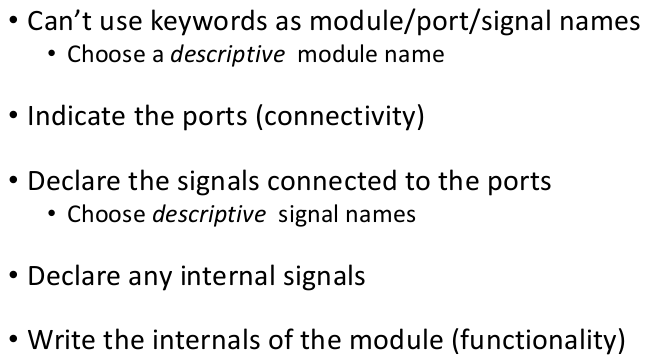 • Can’t use keywords as module/port/signal names
• Choose a descriptive module name
• Indicate the ports (connectivity)
• Declare the signals connected to the ports
• Choose descriptive signal names
• Declare any internal signals
• Write the internals of the module (functionality)